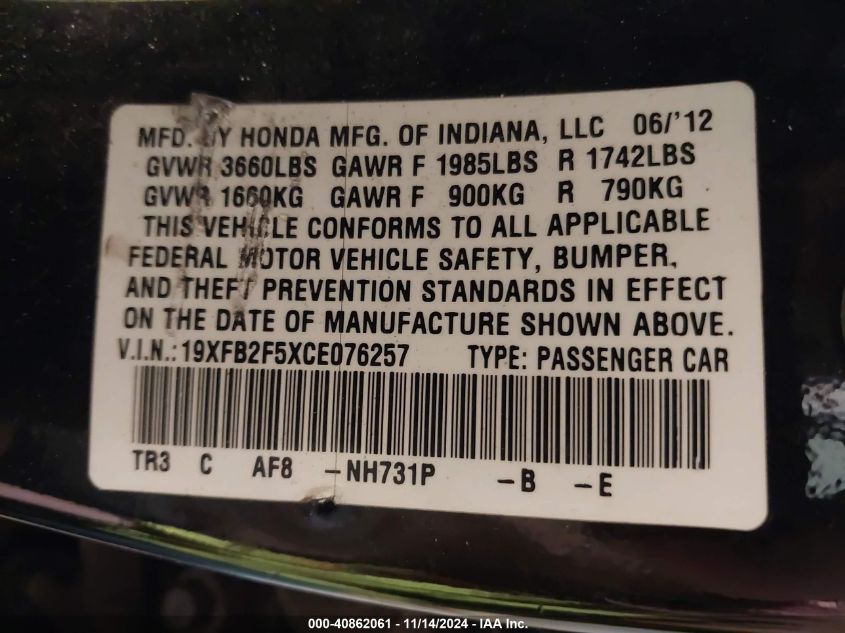 MFD. BY HONDA MFG. OF INDIANA, LLC 06/'12
GVWR 3660LBS GAWR F 1985LBS R 1742LBS
GVWR 1660KG GAWR F 900KG R 790KG
THIS VEHICLE CONFORMS TO ALL APPLICABLE
FEDERAL MOTOR VEHICLE SAFETY, BUMPER,
AND THEFT PREVENTION STANDARDS IN EFFECT
ON THE DATE OF MANUFACTURE SHOWN ABOVE.
V.I.N.: 19XFB2F5XCE076257 TYPE: PASSENGER CAR
TR3 C AF8 -NH731P -B -E
000-40862061 - 11/14/2024 - IAA Inc.